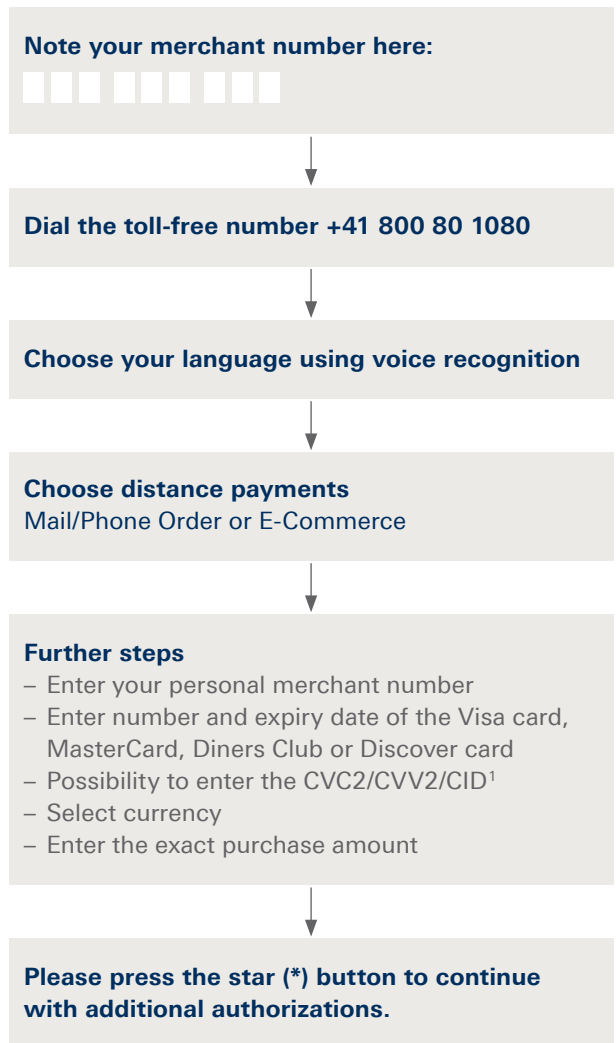 Note your merchant number here:
Dial the toll-free number +41 800 80 1080
Choose your language using voice recognition
Choose distance payments
Mail/Phone Order or E-Commerce
Further steps
– Enter your personal merchant number
– Enter number and expiry date of the Visa card,
MasterCard, Diners Club or Discover card
– Possibility to enter the CVC2/CVV2/CID¹
– Select currency
– Enter the exact purchase amount
Please press the star (*) button to continue
with additional authorizations.